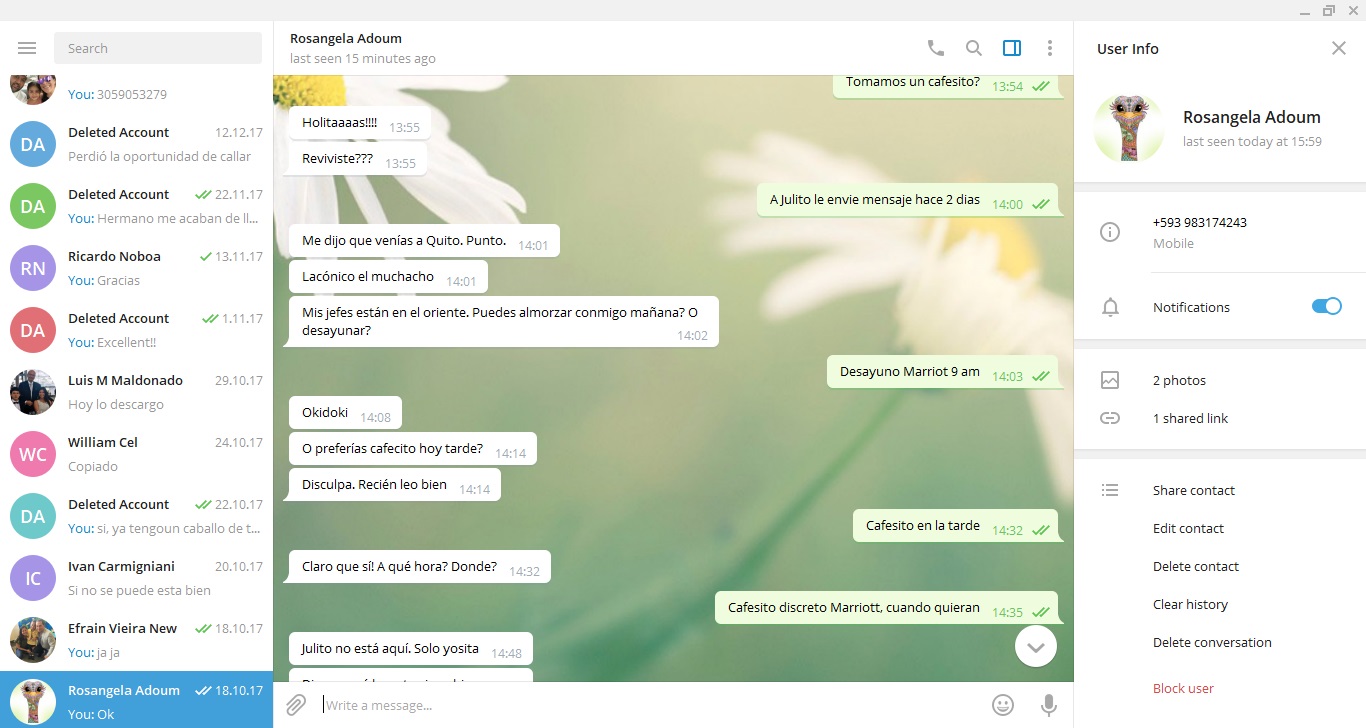 Search
You: 3059053279
Deleted Account 12.12.17
Perdió la oportunidad de callar
Deleted Account 22.11.17
You: Hermano me acaban de ll...
Ricardo Noboa 13.11.17
You: Gracias
Deleted Account 1.11.17
You: Excellent!!
Luis M Maldonado 29.10.17
Hoy lo descargo
William Cel 24.10.17
Copiado
Deleted Account 22.10.17
You: si, ya tengoun caballo de t...
Ivan Carmigniani 20.10.17
Si no se puede esta bien
Efrain Vieira New 18.10.17
You: ja ja
Rosangela Adoum 18.10.17
You: Ok
DA
DA
RN
DA
WC
DA
IC
Rosangela Adoum
last seen 15 minutes ago
Tomamos un cafesito? 13:54
Holitaaaas!!!! 13:55
Reviviste??? 13:55
A Julito le envie mensaje hace 2 dias 14:00
Me dijo que venías a Quito. Punto. 14:01
Lacónico el muchacho 14:01
Mis jefes están en el oriente. Puedes almorzar conmigo mañana? O
desayunar? 14:02
Desayuno Marriot 9 am 14:03
Okidoki 14:08
O preferías cafecito hoy tarde? 14:14
Disculpa. Recién leo bien 14:14
Cafesito en la tarde 14:32
Claro que sí! A qué hora? Donde? 14:32
Cafesito discreto Marriott, cuando quieran 14:35
Julito no está aquí. Solo yosita 14:48
Write a message...
User Info
Rosangela Adoum
last seen today at 15:59
+593 983174243
Mobile
Notifications
2 photos
1 shared link
Share contact
Edit contact
Delete contact
Clear history
Delete conversation
Block user